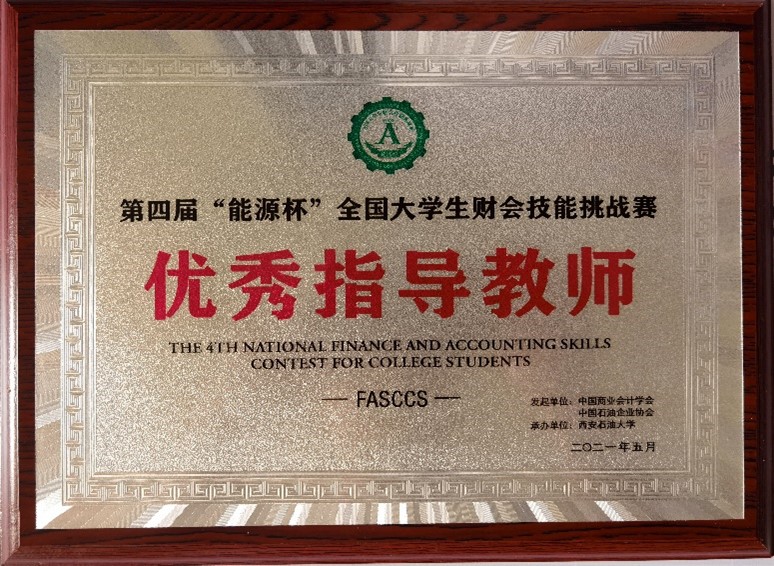 A
第四届“能源杯”全国大学生财会技能挑战赛
优秀指导教师
THE 4TH NATIONAL FINANCE AND ACCOUNTING SKILLS
CONTEST FOR COLLEGE STUDENTS
— FASCCS —
发起单位：中国商业会计学会
中国石油企业协会
承办单位：西安石油大学
二〇二一年五月